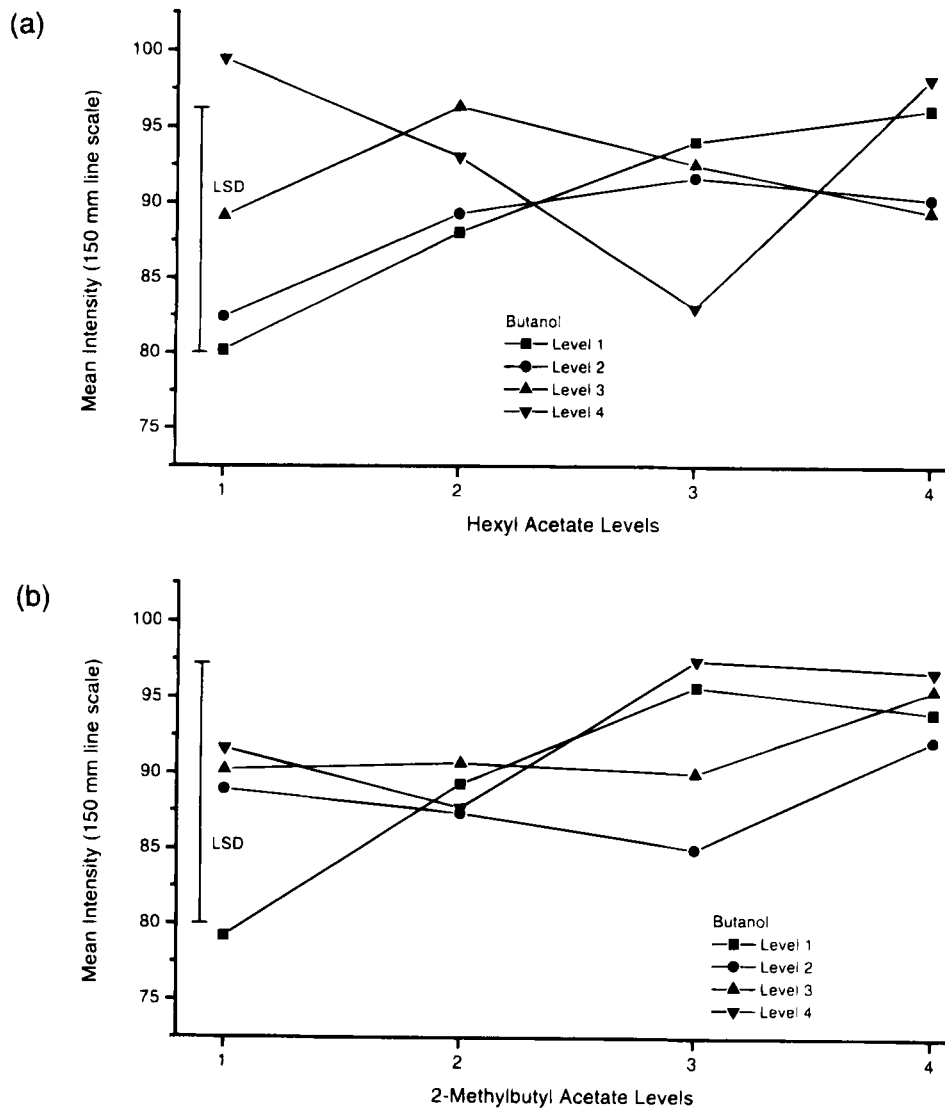 (a)
Mean Intensity (150 mm line scale)
100
95
90
85
80
75
LSD
Butanol
Level 1
Level 2
Level 3
Level 4
1 2 3 4
Hexyl Acetate Levels
(b)
Mean Intensity (150 mm line scale)
100
95
90
85
80
75
LSD
Butanol
Level 1
Level 2
Level 3
Level 4
1 2 3 4
2-Methylbutyl Acetate Levels